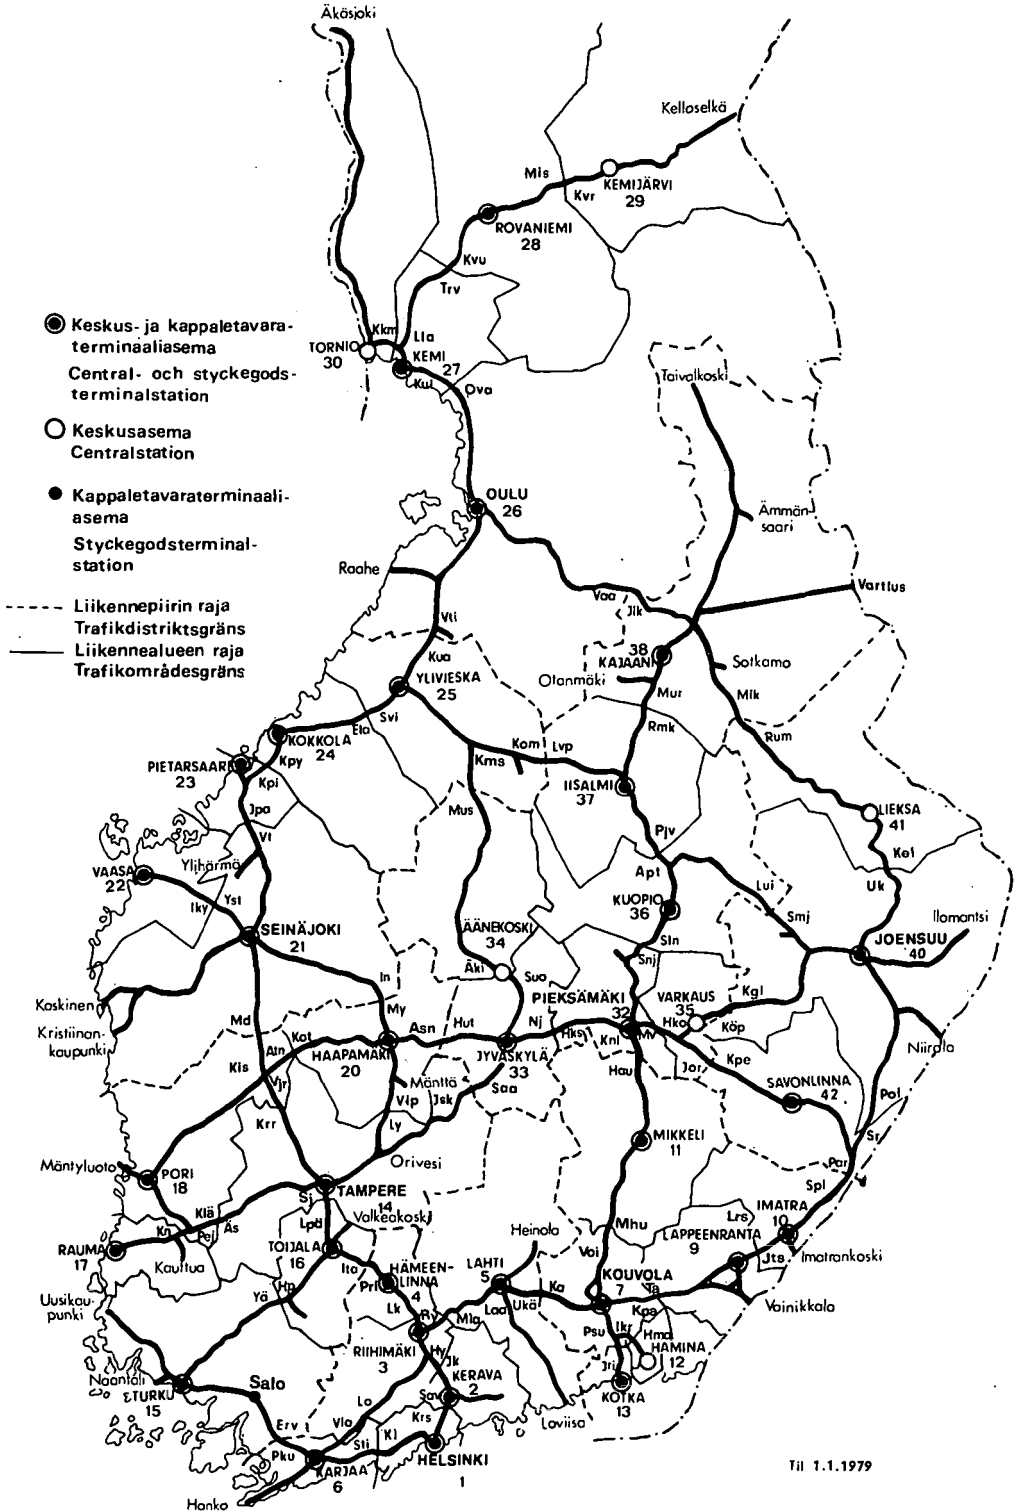 Äkäsjoki
Kelloselkä
Mis
Kvr
KEMIJÄRVI
29
ROVANIEMI
28
Kvu
Trv
Keskus- ja kappaletavara-
terminaaliasema
Central- och styckegods-
terminalstation
Keskusasema
Centralstation
Kappaletavaraterminaali-
asema
Styckegodsterminal-
station
Liikennepiirin raja
Trafikdistriktsgräns
Liikennealueen raja
Trafikområdesgräns
Kkm
Lla
TORNIO
30
KEMI
27
Kwi
Ova
Taivalkoski
OULU
26
Ämmän-
saari
Raahe
Vaa
Jik
Vartius
Vti
Kua
38
KAJAANI
Sotkamo
YLIVIESKA
25
Otanmäki
Mur
Mlk
Svi
Ela
Rmk
Rum
KOKKOLA
24
Kpy
Kom
Lvp
Kms
PIETARSAARI
23
Kpi
IISALMI
37
Jpa
Mus
LIEKSA
41
Vt
Pjv
Kel
Ylihärmä
Apt
VAASA
22
Yst
Iky
Lui
Uk
KUOPIO
36
Smj
Ilomantsi
SEINÄJOKI
21
ÄÄNEKOSKI
34
Sln
JOENSUU
40
In
Äki
Suo
Snj
Kaskinen
My
PIEKSÄMÄKI
32
VARKAUS
35
Kgl
Kristiinan-
kaupunki
Md
Kot
Asn
Hut
Nj
Hks
Knl
Mv
Hko
Köp
Atn
HAAPAMÄKI
20
JYVÄSKYLÄ
33
Niirala
Kis
Vjr
Mänttä
Saa
Hau
Jor
Kpe
SAVONLINNA
42
Vlp
Jsk
Pol
Krr
Ly
MIKKELI
11
Sr
Orivesi
Par
Mäntyluoto
PORI
18
Spl
Sj
TAMPERE
14
Klä
Äs
Kn
Pej
Lpä
Valkeakoski
Heinola
Mhu
Lrs
IMATRA
10
RAUMA
17
Kauttua
TOIJALA
16
Ita
Voi
LAPPEENRANTA
9
Jts
Imatrankoski
HÄMEEN-
LINNA
4
LAHTI
5
Uusikau-
punki
Hp
Yä
Prl
Ka
KOUVOLA
7
Ta
Vainikkala
Lk
Laa
Ukä
Kpa
Ry
Mla
Psu
Ikr
RIIHIMÄKI
3
Hy
Hma
HAMINA
12
Jk
Naantali
TURKU
15
Salo
KERAVA
2
Jri
KOTKA
13
Lo
Sav
Loviisa
Erv
Vla
Krs
Kl
Sti
Pku
KARJAA
6
HELSINKI
1
Hanko
Til 1.1.1979